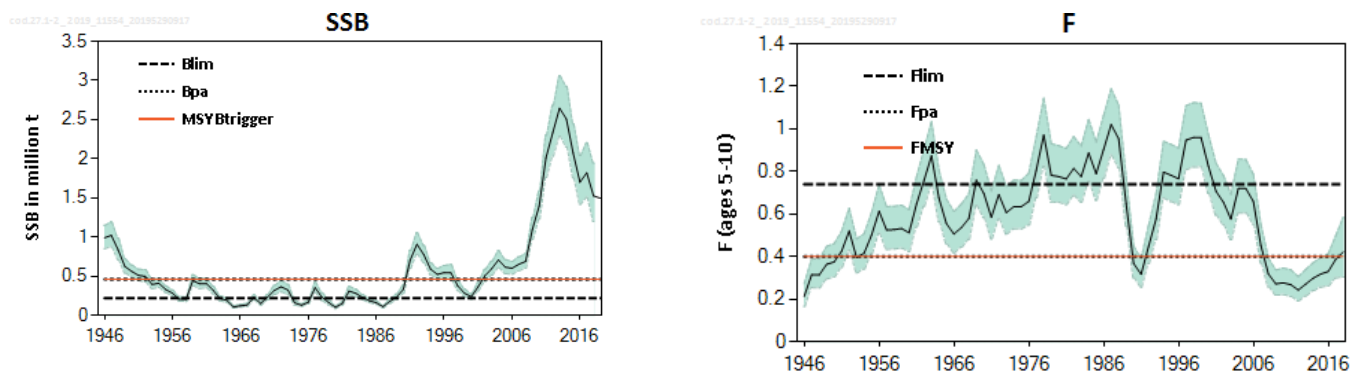 cod.27.1-2_2019_11554_20195290917
SSB
3.5
3
2.5
2
1.5
1
0.5
0
SSB in million t
Blim
Bpa
MSYBtrigger
1946 1956 1966 1976 1986 1996 2006 2016
cod.27.1-2_2019_11554_20195290917
F
1.4
1.2
1
0.8
0.6
0.4
0.2
0
F (ages 5-10)
Flim
Fpa
FMSY
1946 1956 1966 1976 1986 1996 2006 2016